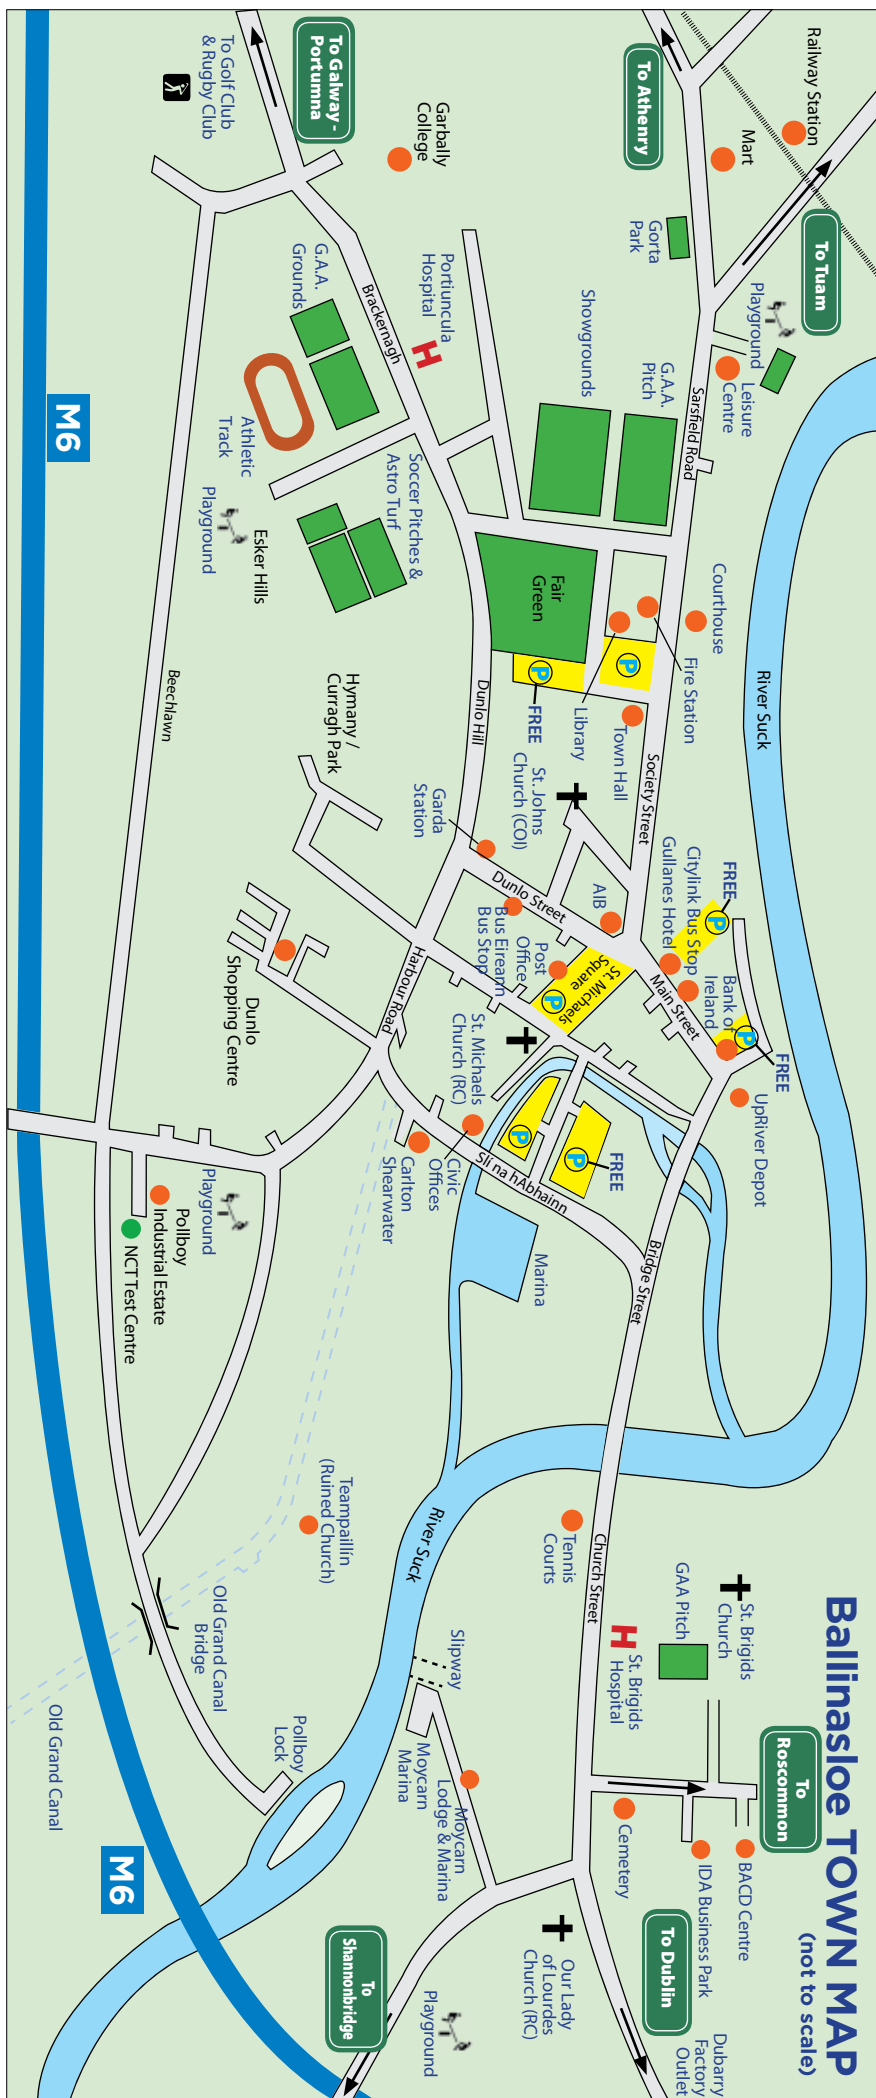 Ballinasloe TOWN MAP
(not to scale)
Railway Station
Mart
To Athenry
To Tuam
To Galway -
Portumna
To Golf Club
& Rugby Club
Garbally
College
Gorta
Park
Playground
Leisure
Centre
Sarsfield Road
G.A.A.
Pitch
Showgrounds
Portiuncula
Hospital
H
Brackernagh
G.A.A.
Grounds
Athletic
Track
M6
Soccer Pitches &
Astro Turf
Playground
Esker Hills
Beechlawn
Courthouse
Fire Station
Library
Town Hall
Fair
Green
P
P
FREE
River Suck
Dunlo Hill
Society Street
St. Johns
Church (COI)
Hymany /
Curragh Park
Garda
Station
Dunlo Street
AIB
Bus Eireann
Bus Stop
Post
Office
St. Michaels
Square
P
FREE
P
Citylink Bus Stop
Gullanes Hotel
Main Street
Bank of
Ireland
P
FREE
UpRiver Depot
Harbour Road
Dunlo
Shopping Centre
St. Michaels
Church (RC)
P
P
FREE
Civic
Offices
Carlton
Shearwater
Slí na hAbhainn
Marina
Bridge Street
Playground
Pollboy
Industrial Estate
NCT Test Centre
Teampaillín
(Ruined Church)
River Suck
Tennis
Courts
Church Street
GAA Pitch
St. Brigids
Church
H
St. Brigids
Hospital
Slipway
Moycarn
Marina
Moycarn
Lodge & Marina
Old Grand Canal
Bridge
Old Grand Canal
Pollboy
Lock
M6
To
Roscommon
BACD Centre
IDA Business Park
Cemetery
To Dublin
Our Lady
of Lourdes
Church (RC)
Dubarry
Factory
Outlet
To
Shannonbridge
Playground